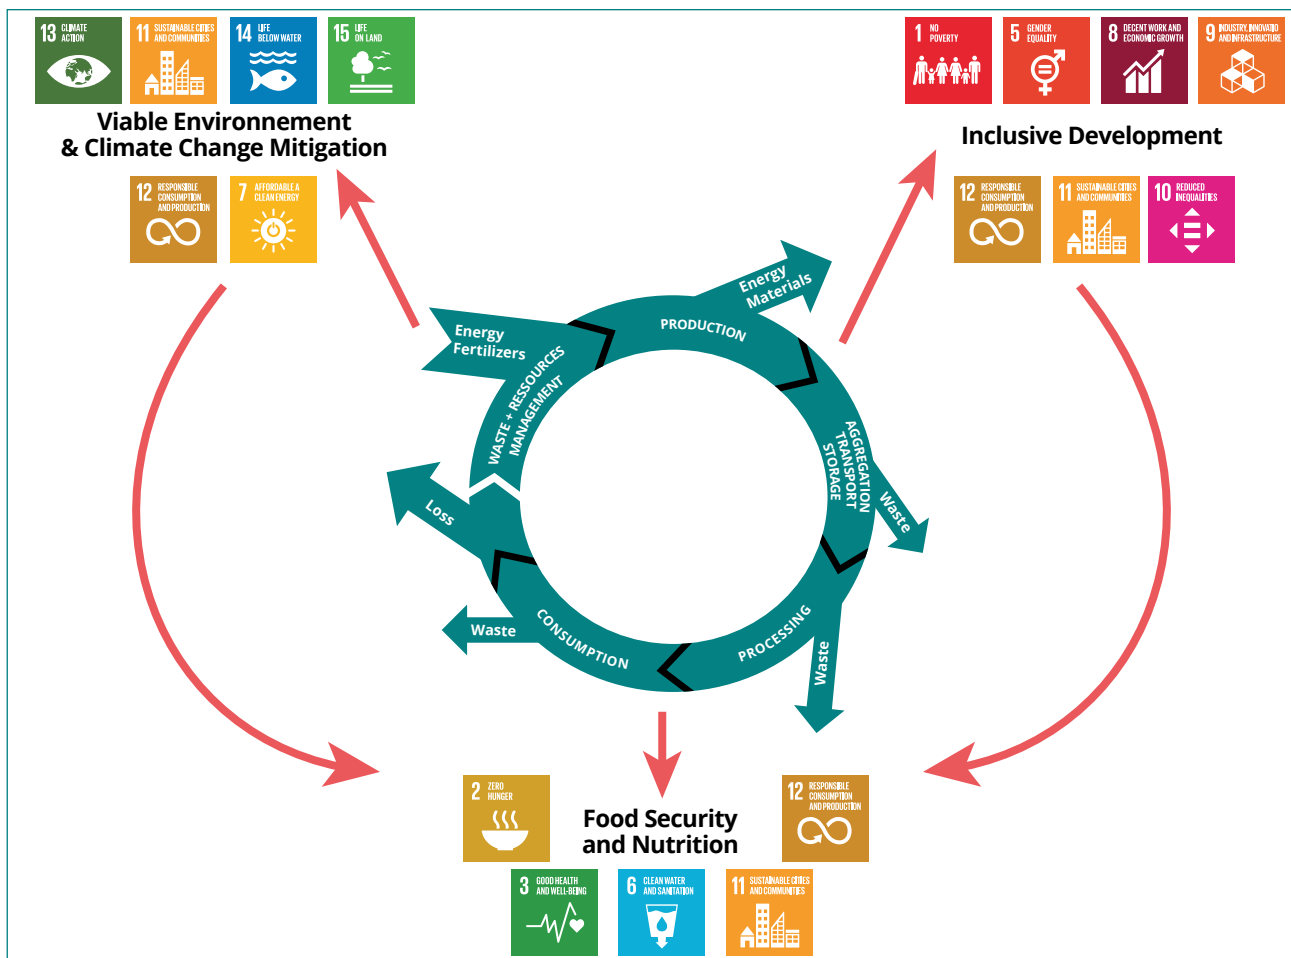 13 CLIMATE
ACTION
11 SUSTAINABLE CITIES
AND COMMUNITIES
14 LIFE
BELOW WATER
15 LIFE
ON LAND
Viable Environnement
& Climate Change Mitigation
12 RESPONSIBLE
CONSUMPTION
AND PRODUCTION
7 AFFORDABLE A
CLEAN ENERGY
1 NO
POVERTY
5 GENDER
EQUALITY
8 DECENT WORK AND
ECONOMIC GROWTH
9 INDUSTRY, INNOVATIO
AND INFRASTRUCTURE
Inclusive Development
12 RESPONSIBLE
CONSUMPTION
AND PRODUCTION
11 SUSTAINABLE CITIES
AND COMMUNITIES
10 REDUCED
INEQUALITIES
Energy
Materials
PRODUCTION
Energy
Fertilizers
WASTE + RESSOURCES
MANAGEMENT
AGGREGATION
TRANSPORT
STORAGE
Waste
Loss
Waste
CONSUMPTION
PROCESSING
Waste
2 ZERO
HUNGER
Food Security
and Nutrition
12 RESPONSIBLE
CONSUMPTION
AND PRODUCTION
3 GOOD HEALTH
AND WELL-BEING
6 CLEAN WATER
AND SANITATION
11 SUSTAINABLE CITIES
AND COMMUNITIES